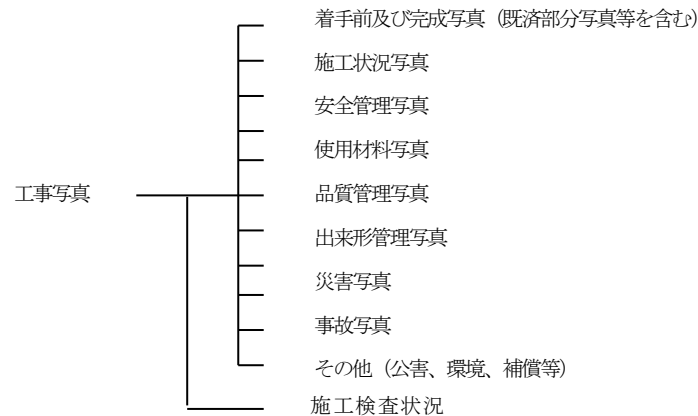 着手前及び完成写真（既済部分写真等を含む）
施工状況写真
安全管理写真
使用材料写真
工事写真
品質管理写真
出来形管理写真
災害写真
事故写真
その他（公害、環境、補償等）
施工検査状況